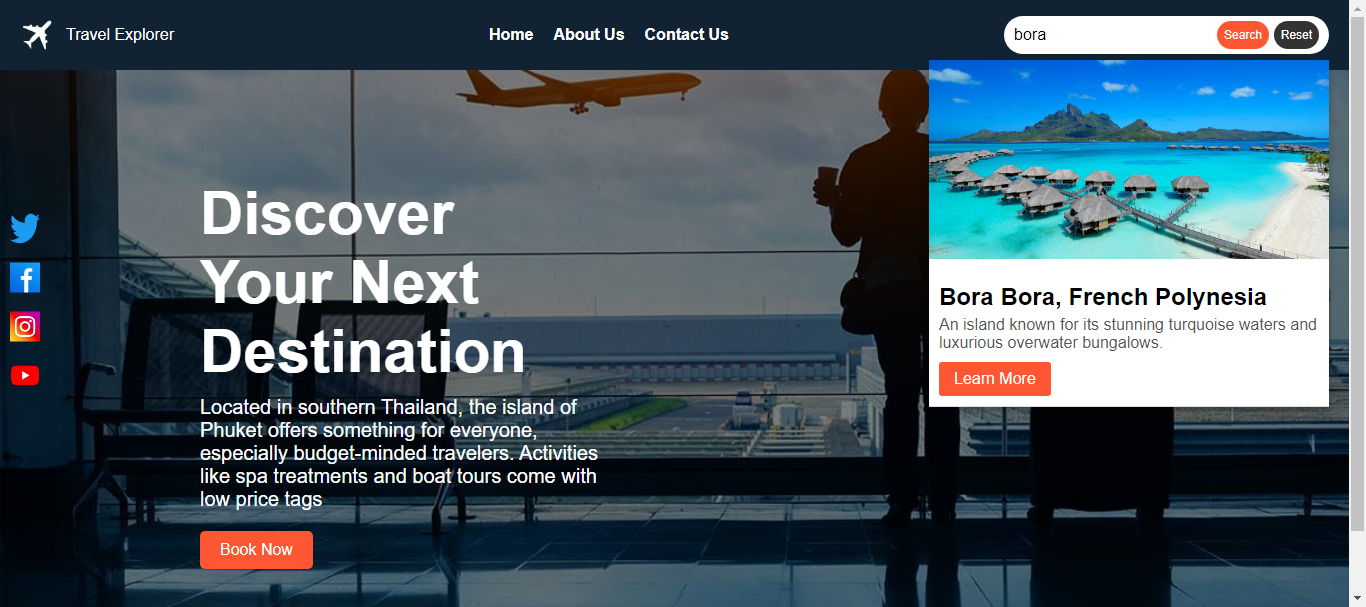 Travel Explorer
Home About Us Contact Us
bora Search Reset
Discover
Your Next
Destination
Located in southern Thailand, the island of
Phuket offers something for everyone,
especially budget-minded travelers. Activities
like spa treatments and boat tours come with
low price tags
Book Now
Bora Bora, French Polynesia
An island known for its stunning turquoise waters and
luxurious overwater bungalows.
Learn More